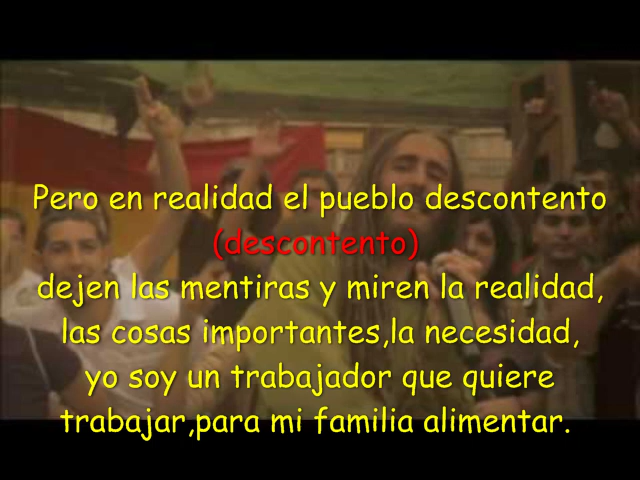 Pero en realidad el pueblo descontento
(descontento)
dejen las mentiras y miren la realidad,
las cosas importantes,la necesidad,
yo soy un trabajador que quiere
trabajar,para mi familia alimentar.